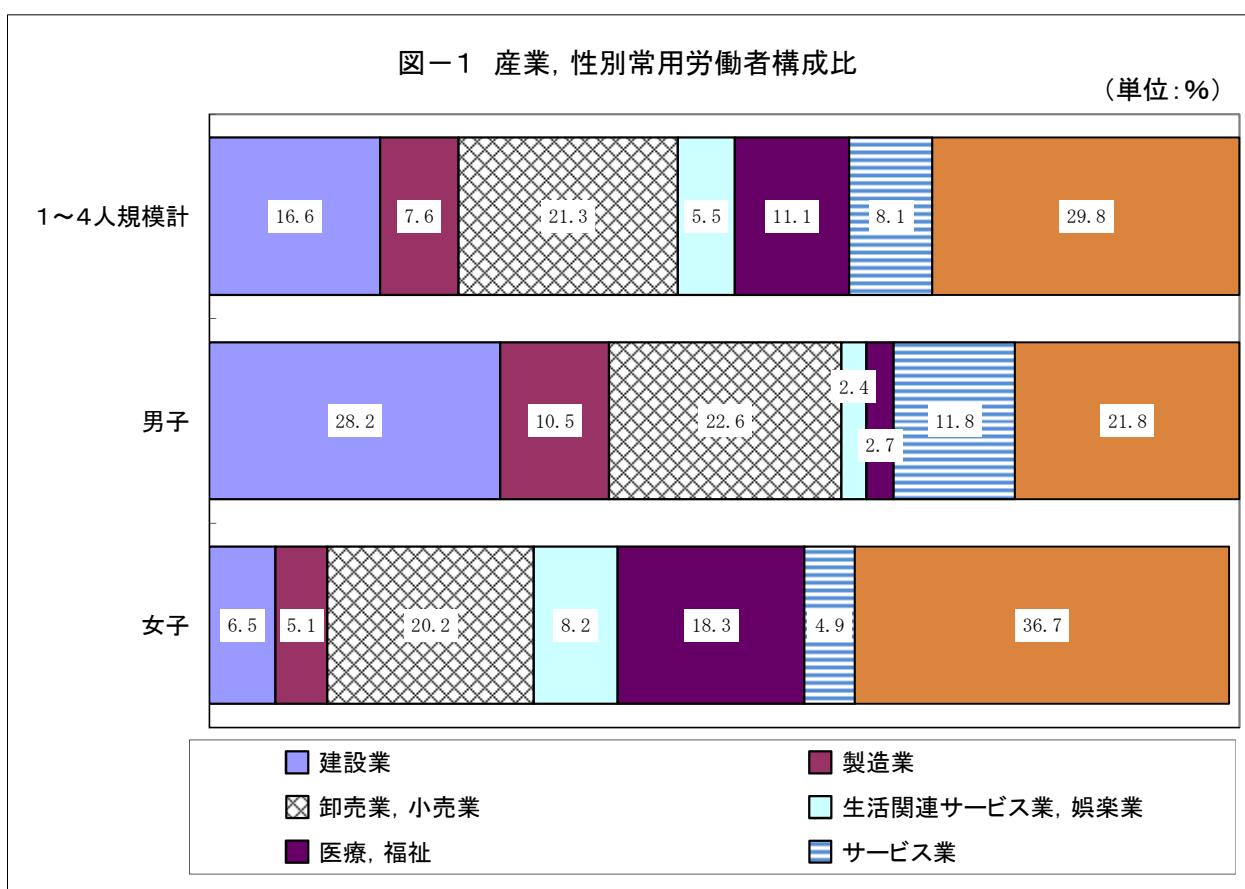 図－1 産業,性別常用労働者構成比
（単位：％）
1～4人規模計
16.6 7.6 21.3 5.5 11.1 8.1 29.8
男子
28.2 10.5 22.6 2.4 2.7 11.8 21.8
女子
6.5 5.1 20.2 8.2 18.3 4.9 36.7
建設業 製造業
卸売業,小売業 生活関連サービス業,娯楽業
医療,福祉 サービス業